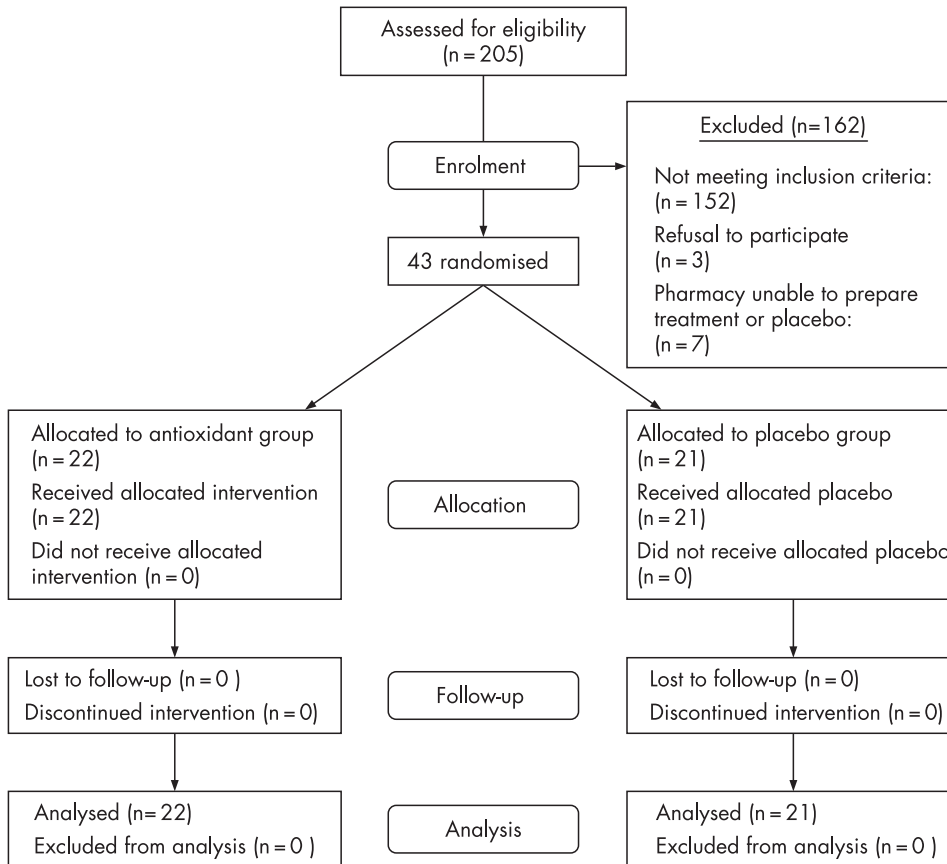 Assessed for eligibility
(n = 205)
Excluded (n=162)
Enrolment
Not meeting inclusion criteria:
(n = 152)
Refusal to participate
(n = 3)
Pharmacy unable to prepare
treatment or placebo:
(n = 7)
43 randomised
Allocated to antioxidant group
(n = 22)
Received allocated intervention
(n = 22)
Did not receive allocated
intervention (n = 0)
Allocation
Allocated to placebo group
(n = 21)
Received allocated placebo
(n = 21)
Did not receive allocated placebo
(n = 0)
Lost to follow-up (n = 0 )
Discontinued intervention (n = 0)
Follow-up
Lost to follow-up (n = 0)
Discontinued intervention (n = 0)
Analysed (n= 22)
Excluded from analysis (n = 0 )
Analysis
Analysed (n = 21)
Excluded from analysis (n = 0 )